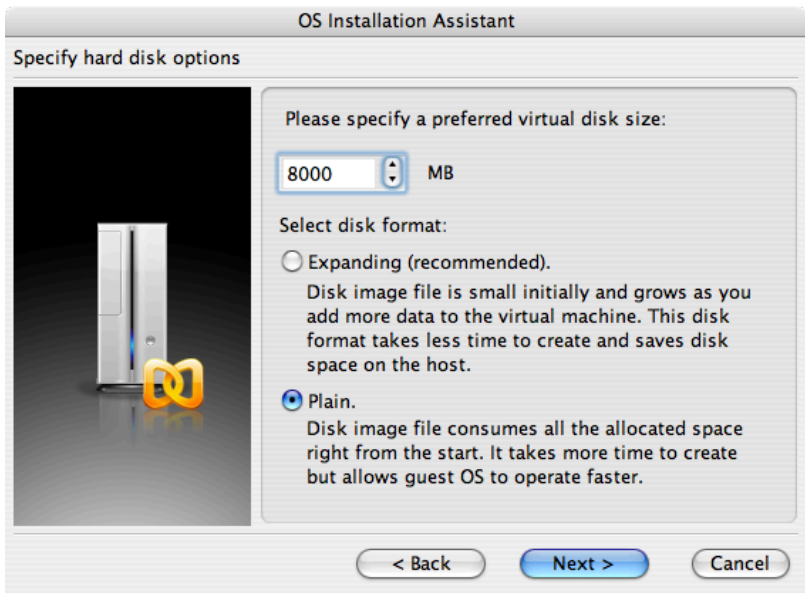 OS Installation Assistant
Specify hard disk options
Please specify a preferred virtual disk size:
8000 MB
Select disk format:
Expanding (recommended).
Disk image file is small initially and grows as you
add more data to the virtual machine. This disk
format takes less time to create and saves disk
space on the host.
Plain.
Disk image file consumes all the allocated space
right from the start. It takes more time to create
but allows guest OS to operate faster.
< Back Next > Cancel